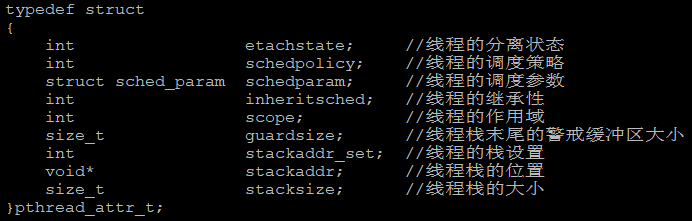 typedef struct
{
int etachstate; //线程的分离状态
int schedpolicy; //线程的调度策略
struct sched_param schedparam; //线程的调度参数
int inheritsched; //线程的继承性
int scope; //线程的作用域
size_t guardsize; //线程栈末尾的警戒缓冲区大小
int stackaddr_set; //线程的栈设置
void* stackaddr; //线程栈的位置
size_t stacksize; //线程栈的大小
}pthread_attr_t;